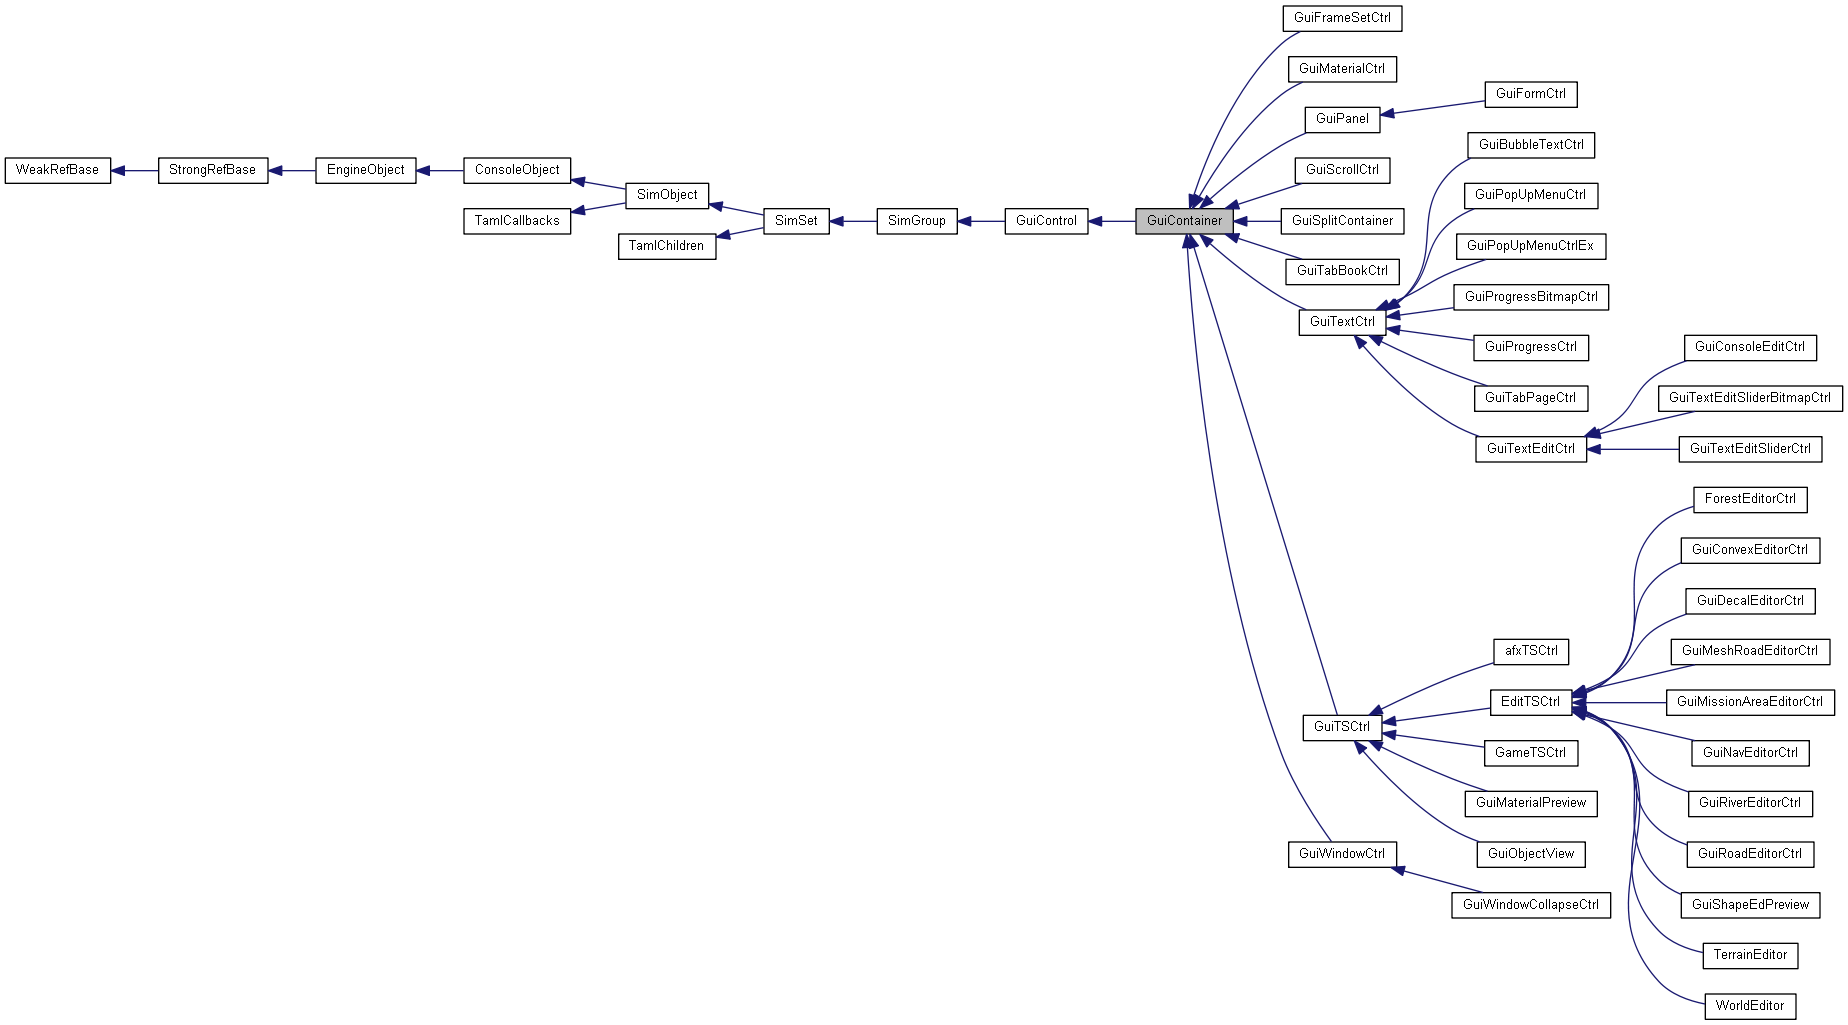 GuiFrameSetCtrl
GuiMaterialCtrl
GuiFormCtrl
GuiPanel
GuiBubbleTextCtrl
WeakRefBase
StrongRefBase
EngineObject
ConsoleObject
GuiScrollCtrl
SimObject
GuiPopUpMenuCtrl
TamlCallbacks
SimSet
SimGroup
GuiControl
GuiContainer
GuiSplitContainer
TamlChildren
GuiPopUpMenuCtrlEx
GuiTabBookCtrl
GuiProgressBitmapCtrl
GuiTextCtrl
GuiProgressCtrl
GuiConsoleEditCtrl
GuiTabPageCtrl
GuiTextEditSliderBitmapCtrl
GuiTextEditCtrl
GuiTextEditSliderCtrl
ForestEditorCtrl
GuiConvexEditorCtrl
GuiDecalEditorCtrl
afxTSCtrl
GuiMeshRoadEditorCtrl
EditTSCtrl
GuiMissionAreaEditorCtrl
GuiTSCtrl
GameTSCtrl
GuiNavEditorCtrl
GuiMaterialPreview
GuiRiverEditorCtrl
GuiWindowCtrl
GuiObjectView
GuiRoadEditorCtrl
GuiWindowCollapseCtrl
GuiShapeEdPreview
TerrainEditor
WorldEditor